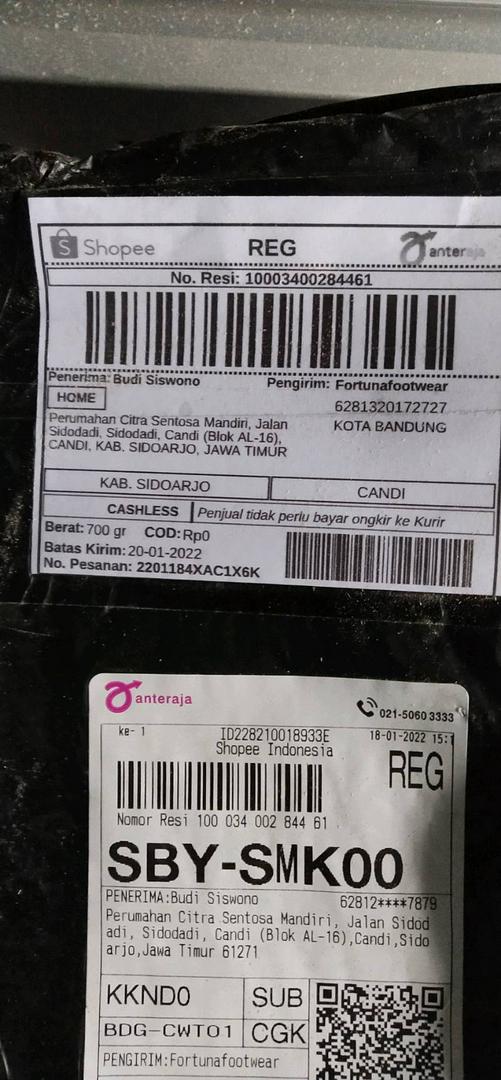 Shopee REG anteraja
No. Resi: 10003400284461
Penerima: Budi Siswono Pengirim: Fortunafootwear
HOME 6281320172727
Perumahan Citra Sentosa Mandiri, Jalan KOTA BANDUNG
Sidodadi, Sidodadi, Candi (Blok AL-16),
CANDI, KAB. SIDOARJO, JAWA TIMUR
KAB. SIDOARJO CANDI
CASHLESS Penjual tidak perlu bayar ongkir ke Kurir
Berat: 700 gr COD: Rp0
Batas Kirim: 20-01-2022
No. Pesanan: 2201184XAC1X6K
anteraja 021-5060 3333
ke- 1 ID228210018933E 18-01-2022 15:1
Shopee Indonesia
REG
Nomor Resi 100 034 002 844 61
SBY-SMK00
PENERIMA:Budi Siswono 62812****7879
Perumahan Citra Sentosa Mandiri, Jalan Sidod
adi, Sidodadi, Candi (Blok AL-16),Candi,Sido
arjo,Jawa Timur 61271
KKND0 SUB
BDG-CWT01 CGK
PENGIRIM:Fortunafootwear